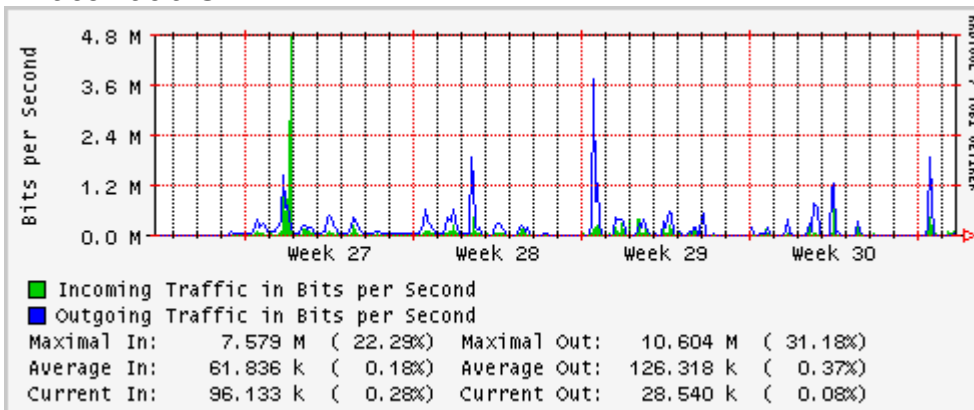 4.8 M
3.6 M
2.4 M
1.2 M
0.0 M
Bits per Second
Week 27 Week 28 Week 29 Week 30
Incoming Traffic in Bits per Second
Outgoing Traffic in Bits per Second
Maximal In: 7.579 M ( 22.29%) Maximal Out: 10.604 M ( 31.18%)
Average In: 61.836 k ( 0.18%) Average Out: 126.318 k ( 0.37%)
Current In: 96.133 k ( 0.28%) Current Out: 28.540 k ( 0.08%)